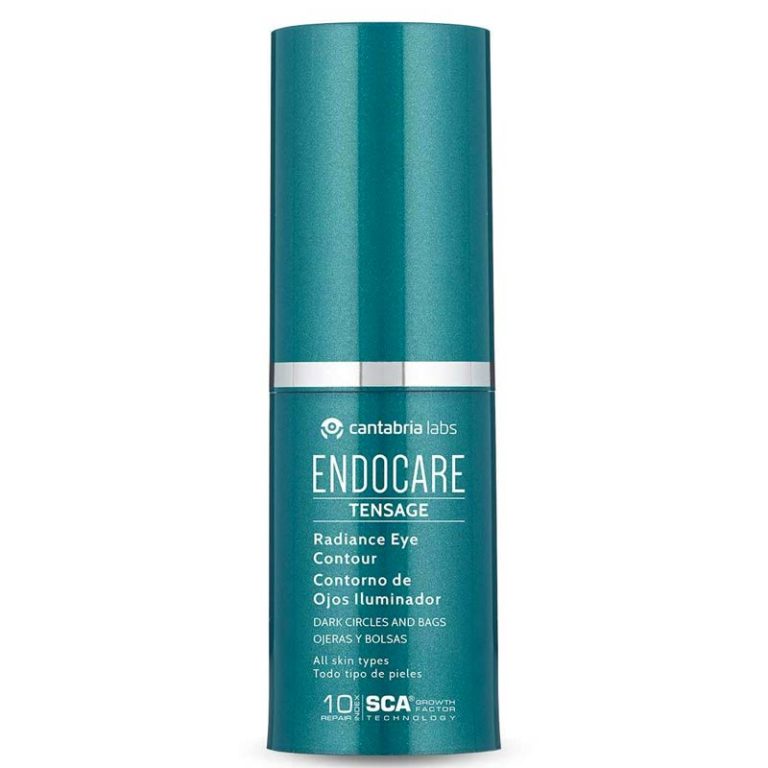 cantabria labs
ENDOCARE
TENSAGE
Radiance Eye
Contour
Contorno de
Ojos Iluminador
DARK CIRCLES AND BAGS
OJERAS Y BOLSAS
All skin types
Todo tipo de pieles
10 REPAIR INDEX
SCA® GROWTH FACTOR TECHNOLOGY